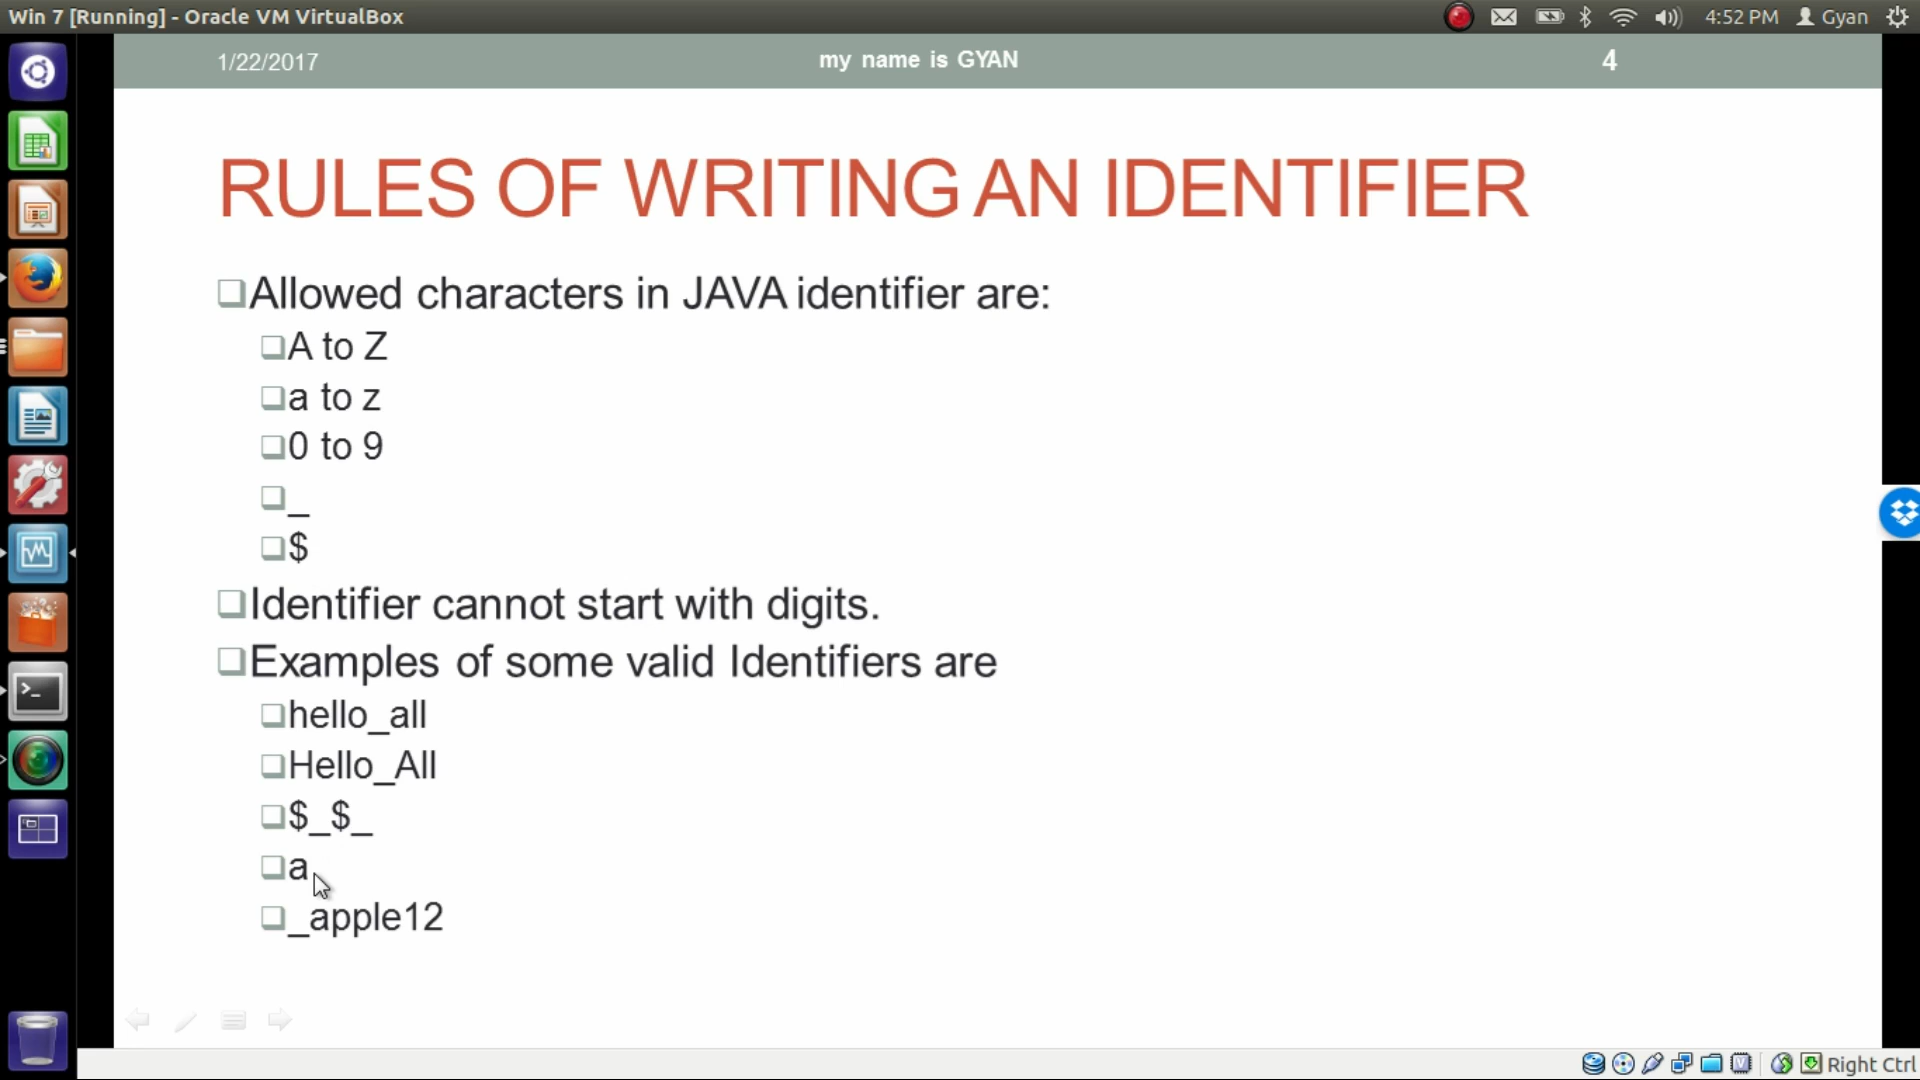 Win 7 [Running] - Oracle VM VirtualBox
4:52 PM Gyan
1/22/2017
my name is GYAN
4
RULES OF WRITING AN IDENTIFIER
Allowed characters in JAVA identifier are:
A to Z
a to z
0 to 9
_
$
Identifier cannot start with digits.
Examples of some valid Identifiers are
hello_all
Hello_All
$_$_
a
_apple12
Right Ctrl